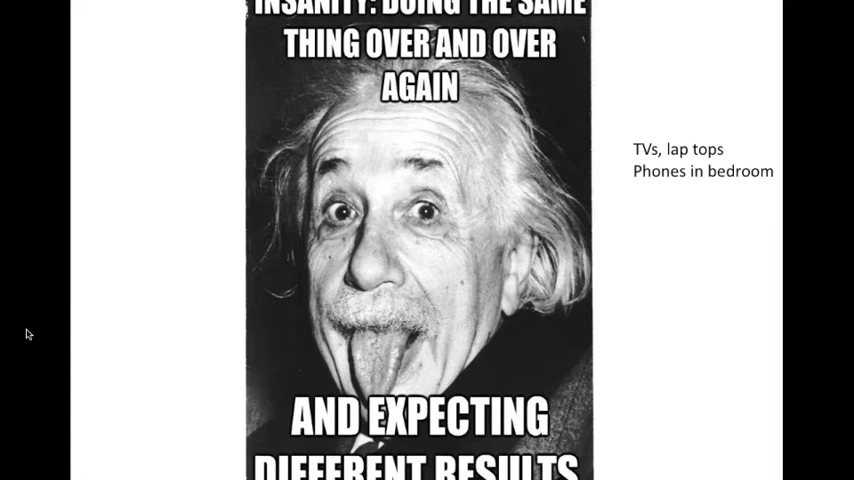 INSANITY: DOING THE SAME
THING OVER AND OVER
AGAIN
TVs, lap tops
Phones in bedroom
AND EXPECTING
DIFFERENT RESULTS